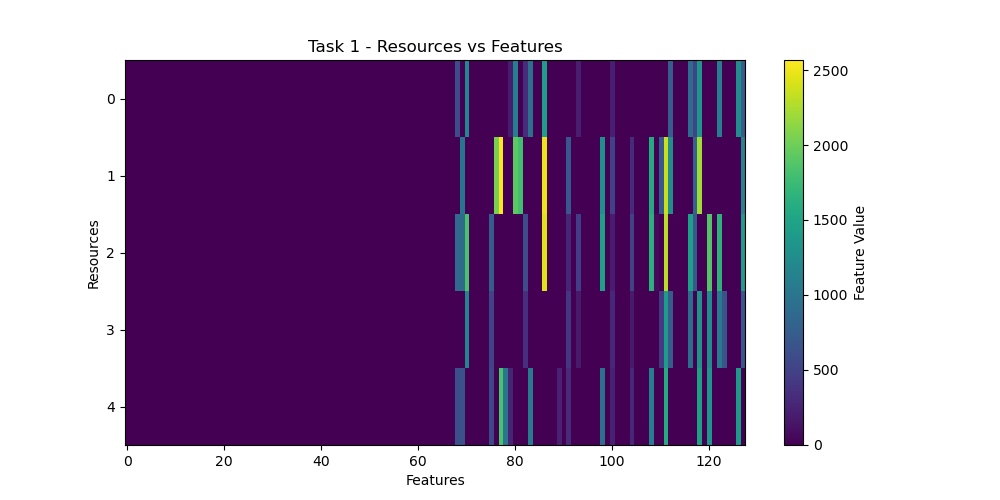 Task 1 - Resources vs Features
Resources
0
1
2
3
4
0 20 40 60 80 100 120
Features
2500
2000
1500
1000
500
0
Feature Value